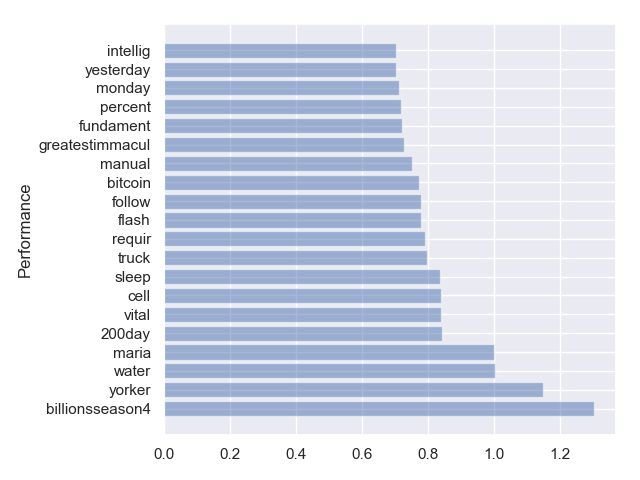 Performance
intellig
yesterday
monday
percent
fundament
greatestimmacul
manual
bitcoin
follow
flash
requir
truck
sleep
cell
vital
200day
maria
water
yorker
billionsseason4
0.0 0.2 0.4 0.6 0.8 1.0 1.2